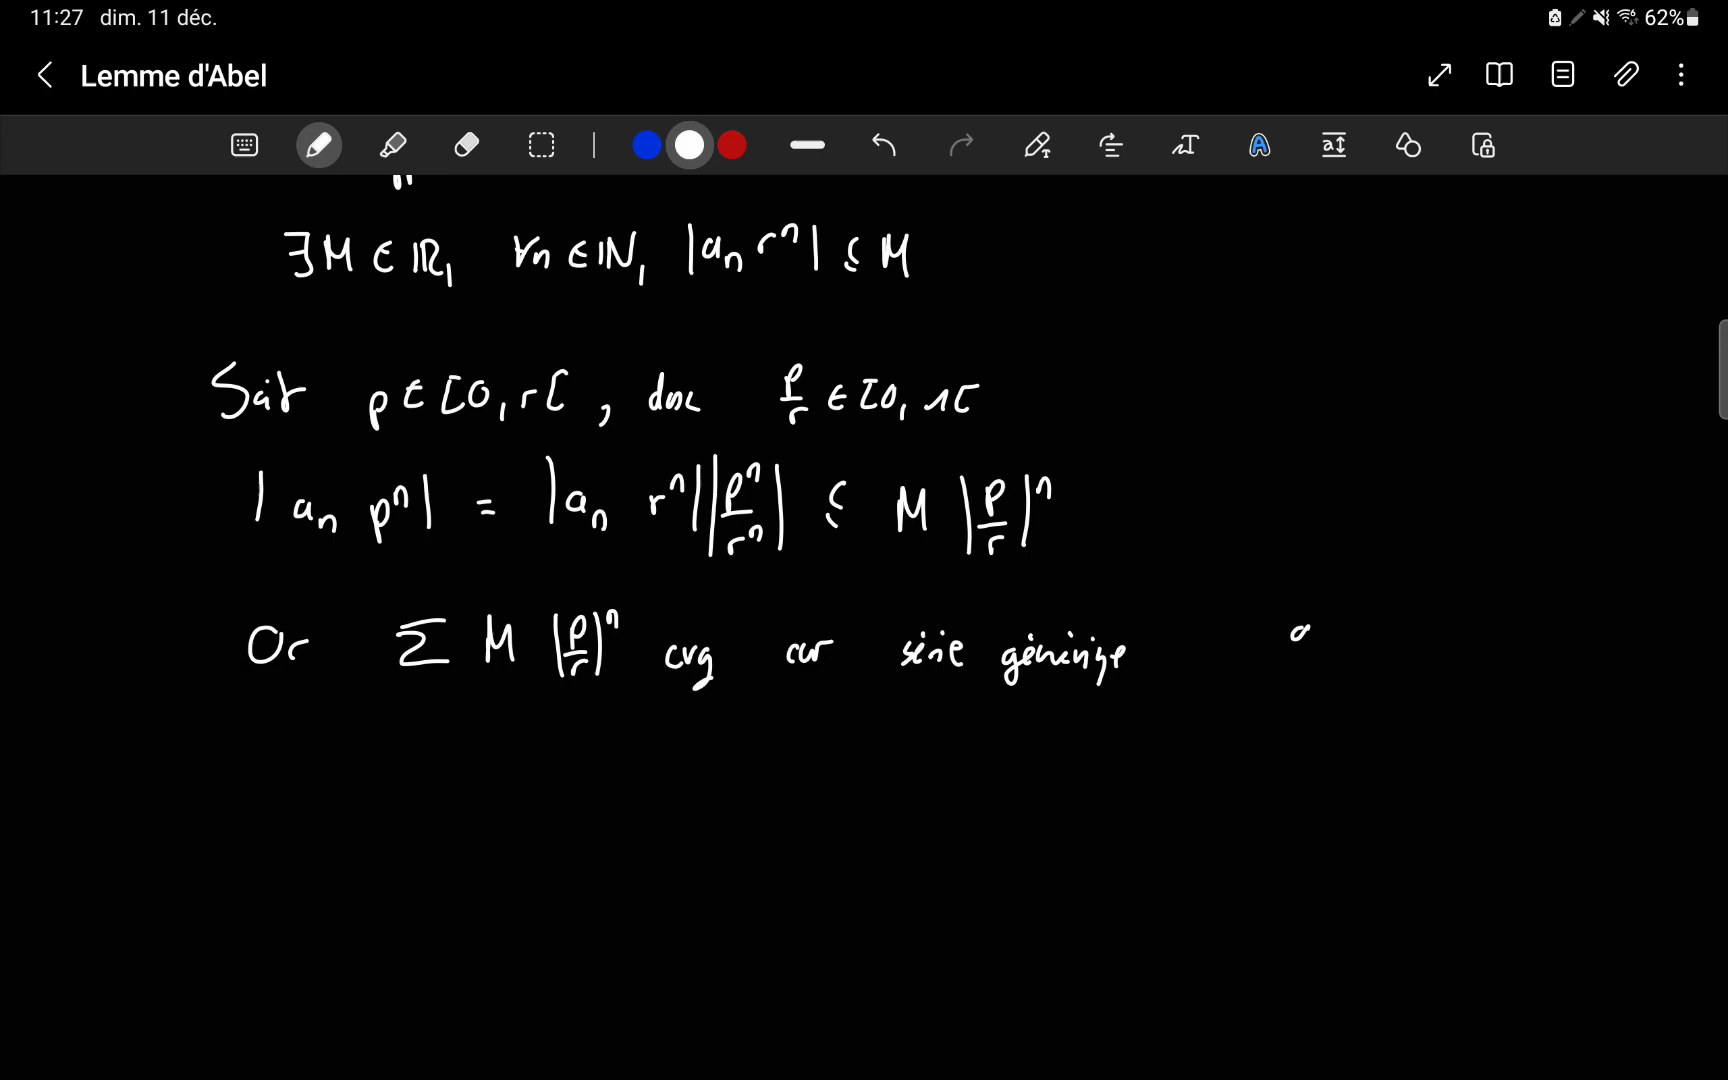 11:27 dim. 11 déc. 62%
Lemme d'Abel
∃M ∈ ℝ, ∀n ∈ ℕ, |aₙ rⁿ| ≤ M
Soit ρ ∈ [0, r[ , donc ρ/r ∈ [0, 1[
|aₙ ρⁿ| = |aₙ rⁿ||ρⁿ/rⁿ| ≤ M |ρ/r|ⁿ
Or ∑ M |ρ/r|ⁿ cvg car série